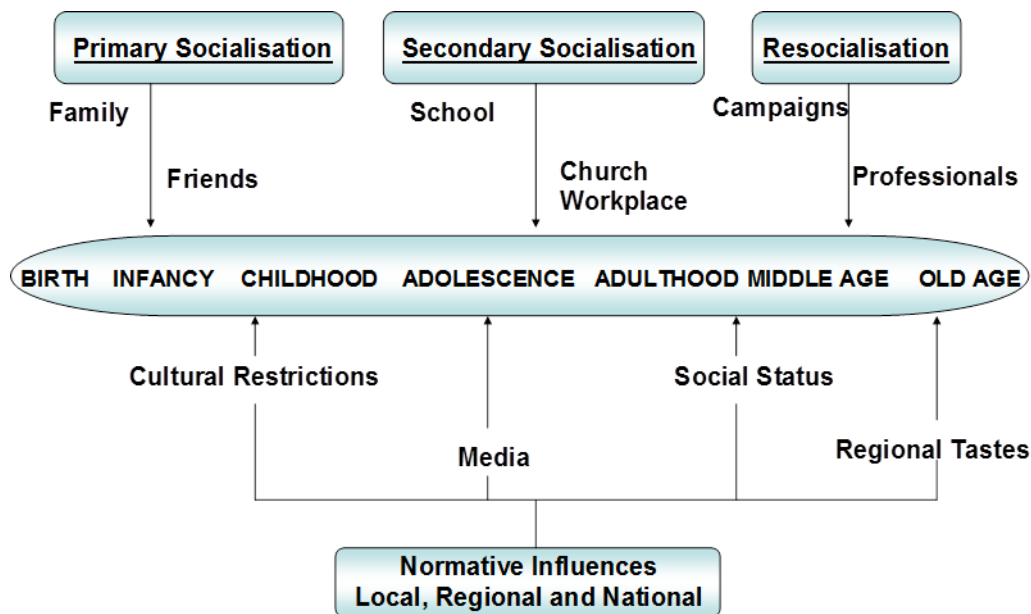 Primary Socialisation
Secondary Socialisation
Resocialisation
Family
School
Campaigns
Friends
Church
Workplace
Professionals
BIRTH INFANCY CHILDHOOD ADOLESCENCE ADULTHOOD MIDDLE AGE OLD AGE
Cultural Restrictions
Social Status
Media
Regional Tastes
Normative Influences
Local, Regional and National